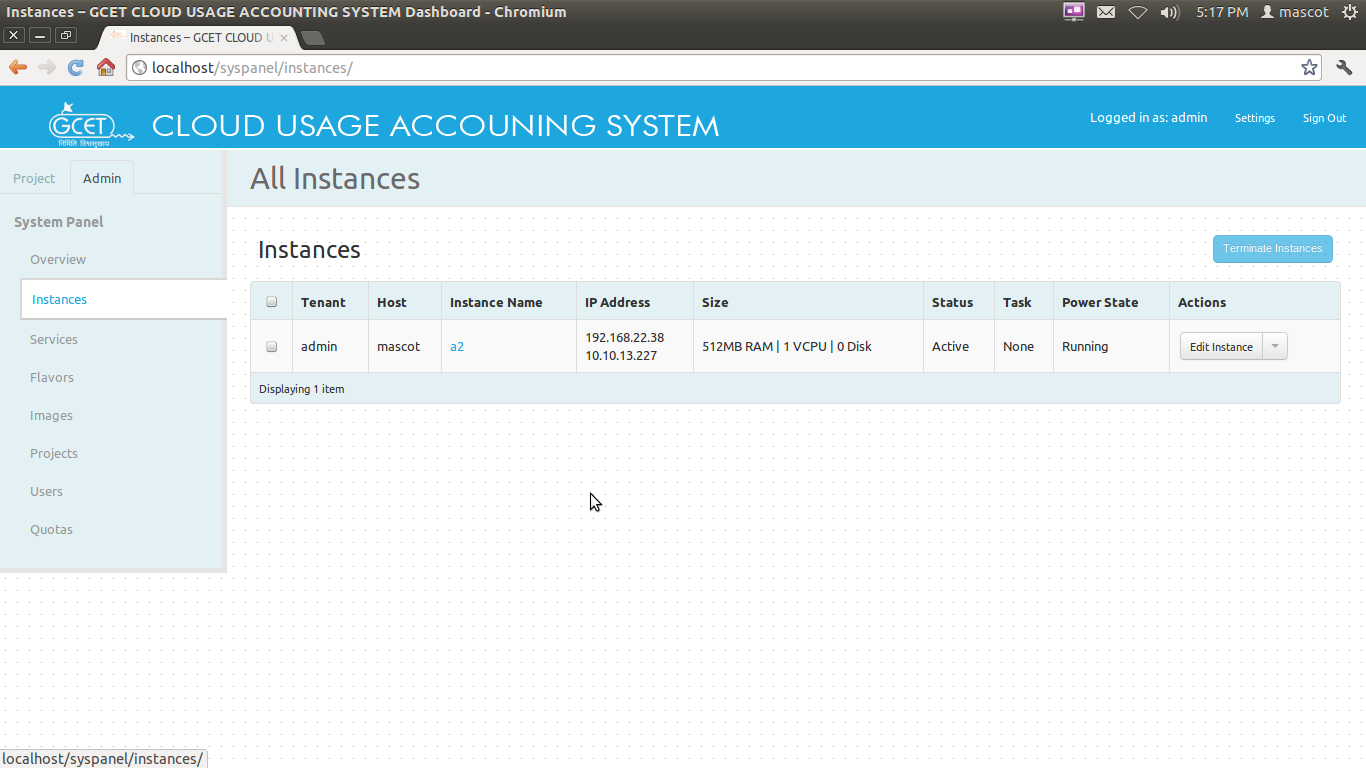 Instances – GCET CLOUD USAGE ACCOUNTING SYSTEM Dashboard - Chromium
5:17 PM mascot
Instances – GCET CLOUD U
localhost/syspanel/instances/
GCET
निर्मिति विश्वसुखाय
CLOUD USAGE ACCOUNING SYSTEM
Logged in as: admin Settings Sign Out
Project Admin
System Panel
Overview
Instances
Services
Flavors
Images
Projects
Users
Quotas
All Instances
Instances
Terminate Instances
Tenant Host Instance Name IP Address Size Status Task Power State Actions
admin mascot a2 192.168.22.38 512MB RAM | 1 VCPU | 0 Disk Active None Running Edit Instance
10.10.13.227
Displaying 1 item
localhost/syspanel/instances/